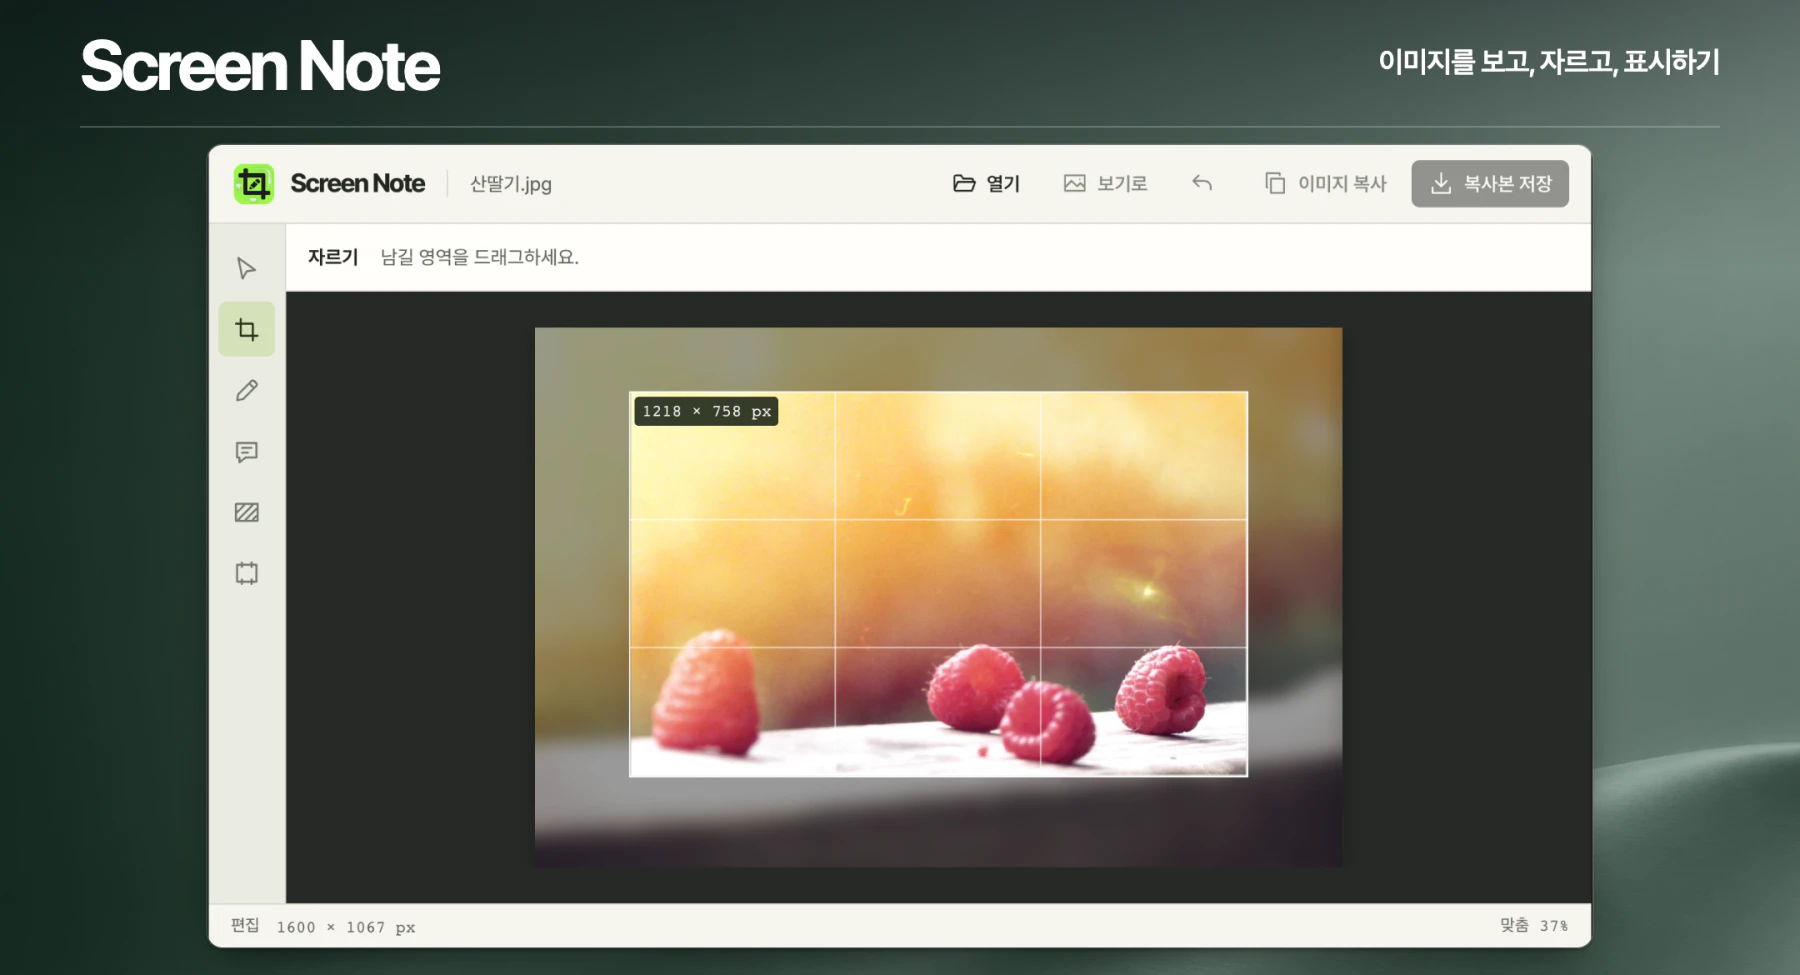 Screen Note
이미지를 보고, 자르고, 표시하기
Screen Note 산딸기.jpg 열기 보기로 이미지 복사 복사본 저장
자르기 남길 영역을 드래그하세요.
1218 × 758 px
편집 1600 × 1067 px 맞춤 37%